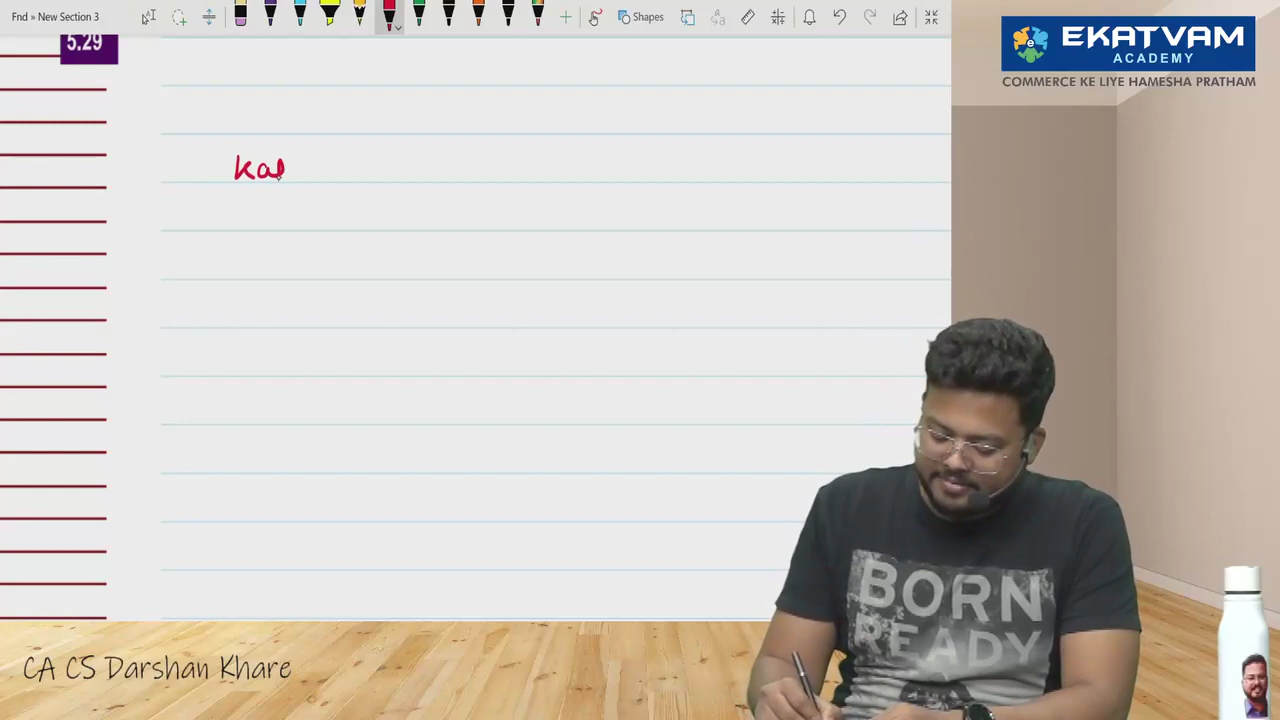 Fnd > New Section 3
Shapes
5.29
EKATVAM
ACADEMY
COMMERCE KE LIYE HAMESHA PRATHAM
Kal
BORN
READY
CA CS Darshan Khare